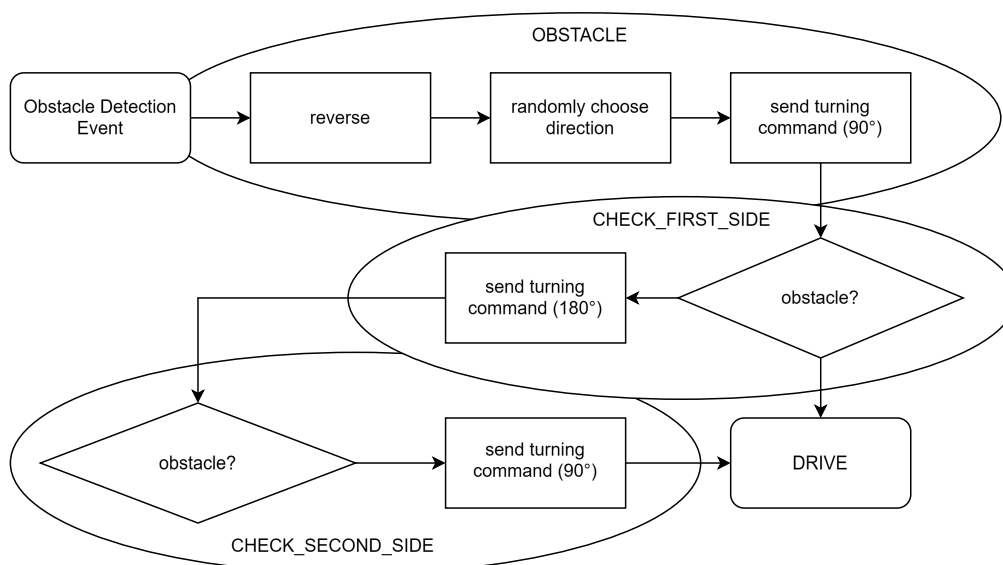 OBSTACLE
Obstacle Detection
Event
reverse
randomly choose
direction
send turning
command (90°)
CHECK_FIRST_SIDE
send turning
command (180°)
obstacle?
obstacle?
send turning
command (90°)
DRIVE
CHECK_SECOND_SIDE